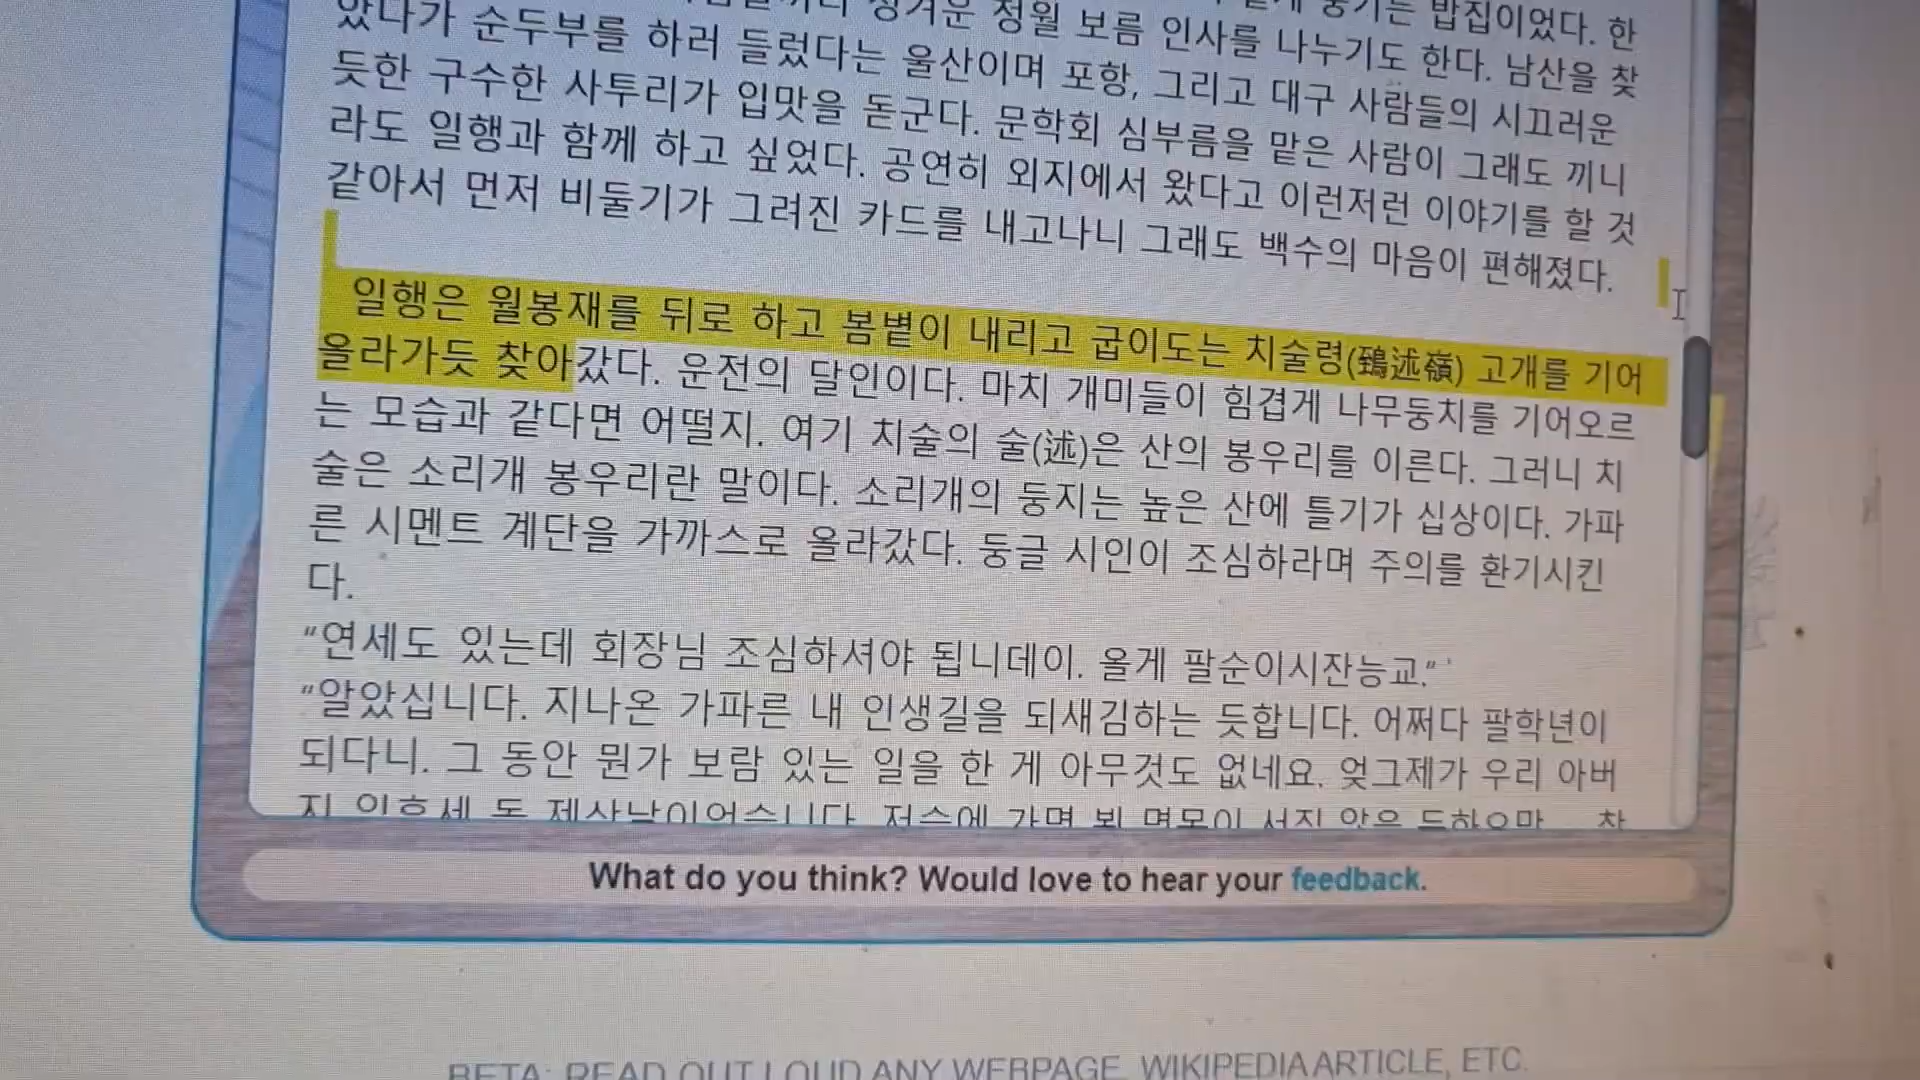 정월 보름 인사를 나누기도 한다. 남산을 찾
았나가 순두부를 하러 들렀다는 울산이며 포항, 그리고 대구 사람들의 시끄러운
듯한 구수한 사투리가 입맛을 돋군다. 문학회 심부름을 맡은 사람이 그래도 끼니
라도 일행과 함께 하고 싶었다. 공연히 외지에서 왔다고 이런저런 이야기를 할 것
같아서 먼저 비둘기가 그려진 카드를 내고나니 그래도 백수의 마음이 편해졌다.
일행은 월봉재를 뒤로 하고 봄볕이 내리고 굽이도는 치술령(鵄述嶺) 고개를 기어
올라가듯 찾아갔다. 운전의 달인이다. 마치 개미들이 힘겹게 나무둥치를 기어오르
는 모습과 같다면 어떨지. 여기 치술의 술(述)은 산의 봉우리를 이른다. 그러니 치
술은 소리개 봉우리란 말이다. 소리개의 둥지는 높은 산에 틀기가 십상이다. 가파
른 시멘트 계단을 가까스로 올라갔다. 둥글 시인이 조심하라며 주의를 환기시킨
다.
“연세도 있는데 회장님 조심하셔야 됩니데이. 올게 팔순이시잔능교.”
“알았십니다. 지나온 가파른 내 인생길을 되새김하는 듯합니다. 어쩌다 팔학년이
되다니. 그 동안 뭔가 보람 있는 일을 한 게 아무것도 없네요. 엊그제가 우리 아버
What do you think? Would love to hear your feedback.
BETA: READ OUT LOUD ANY WEBPAGE, WIKIPEDIA ARTICLE, ETC.